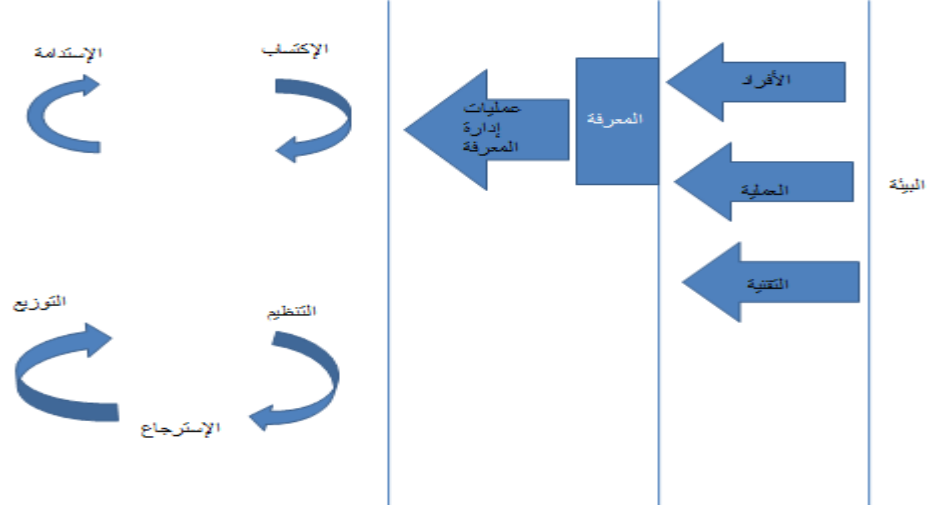 البيئة
الأفراد
العملية
التقنية
المعرفة
عمليات
إدارة
المعرفة
الإكتساب
التنظيم
الإسترجاع
التوزيع
الإستدامة